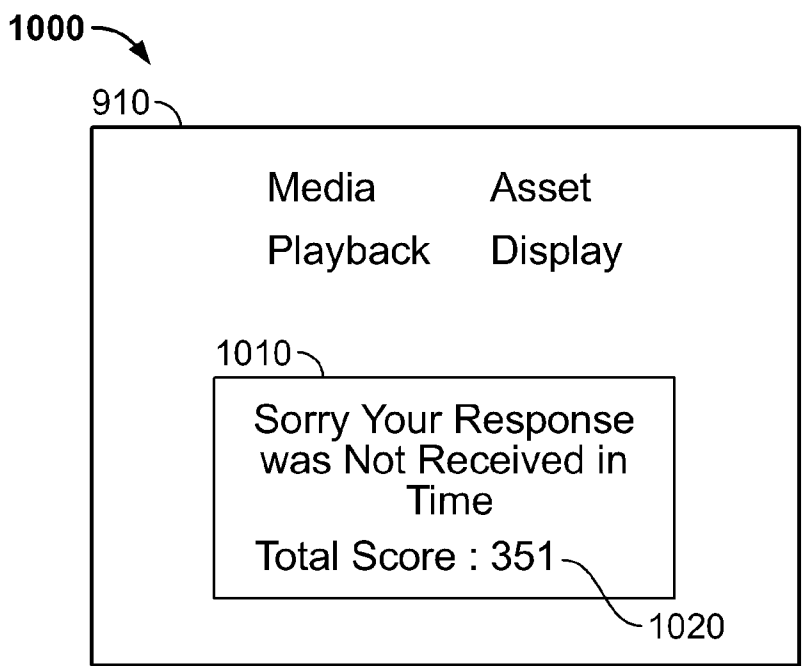 1000
910
Media Asset
Playback Display
1010
Sorry Your Response
was Not Received in
Time
Total Score : 351
1020